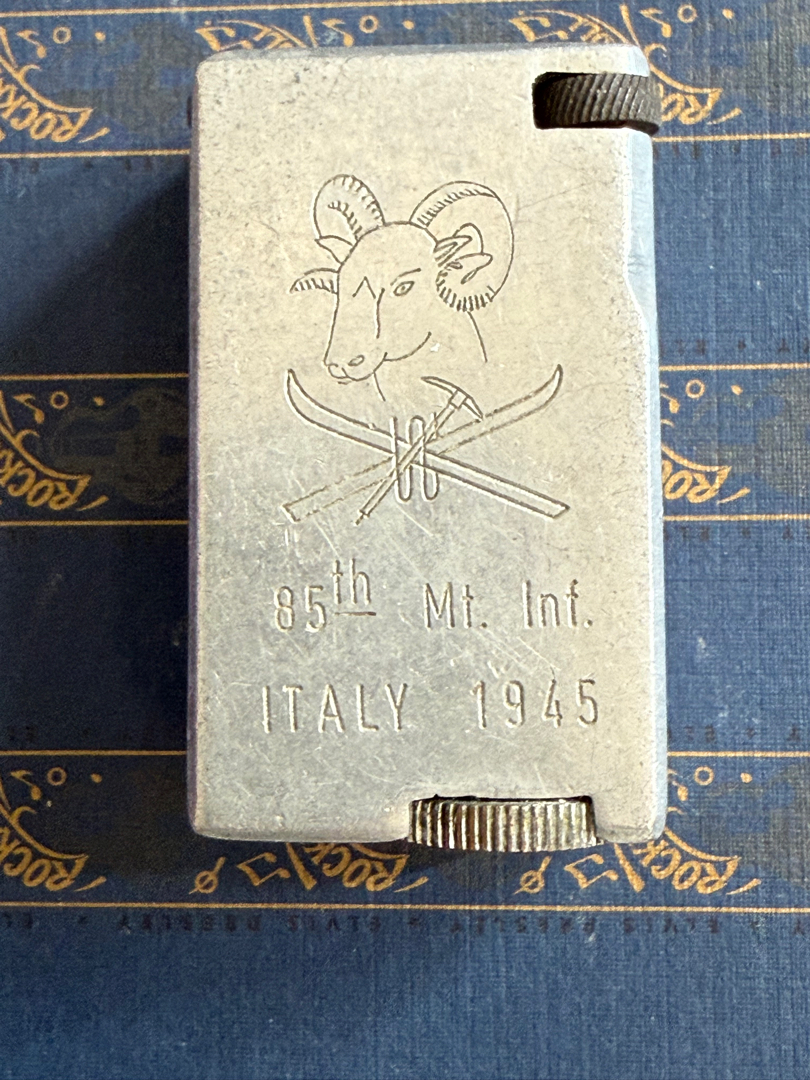 85th Mt. Inf.
ITALY 1945